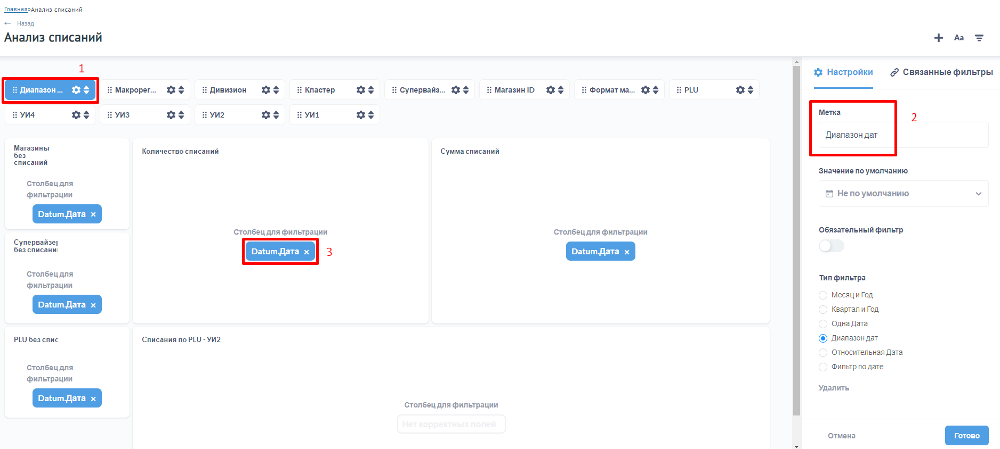 Главная»Анализ списаний
← Назад
Анализ списаний
Aa
1
Диапазон ...
Макрорег...
Дивизион
Кластер
Супервайз...
Магазин ID
Формат ма...
PLU
УИ4
УИ3
УИ2
УИ1
Магазины
без
списаний
Столбец для
фильтрации
Datum.Дата ×
Супервайзер
без списани
Столбец для
фильтрации
Datum.Дата ×
PLU без спис
Столбец для
фильтрации
Datum.Дата ×
Количество списаний
Столбец для фильтрации
Datum.Дата ×
3
Сумма списаний
Столбец для фильтрации
Datum.Дата ×
Списания по PLU - УИ2
Столбец для фильтрации
Нет корректных полей
Настройки
Связанные фильтры
Метка
2
Диапазон дат
Значение по умолчанию
Не по умолчанию
Обязательный фильтр
Тип фильтра
Месяц и Год
Квартал и Год
Одна Дата
Диапазон дат
Относительная Дата
Фильтр по дате
Удалить
Отмена
Готово